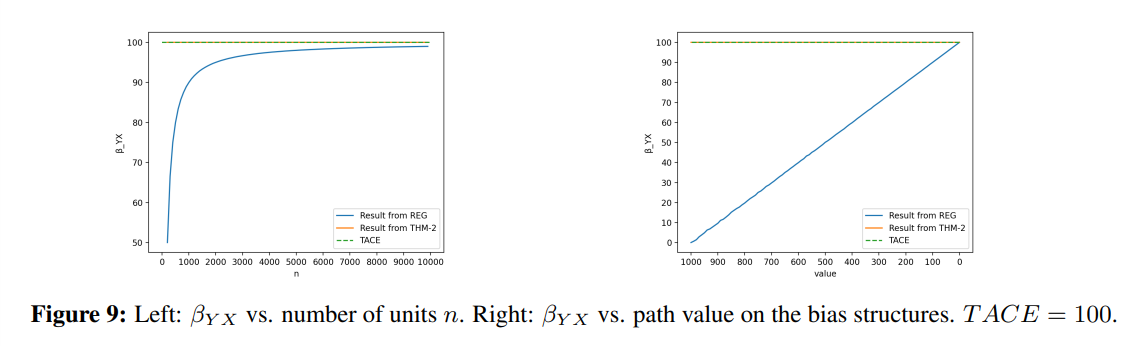 100
90
80
70
60
50
β_YX
0 1000 2000 3000 4000 5000 6000 7000 8000 9000 10000
n
Result from REG
Result from THM-2
TACE
100
90
80
70
60
50
40
30
20
10
0
β_YX
1000 900 800 700 600 500 400 300 200 100 0
value
Result from REG
Result from THM-2
TACE
Figure 9: Left: βYX vs. number of units n. Right: βYX vs. path value on the bias structures. TACE = 100.